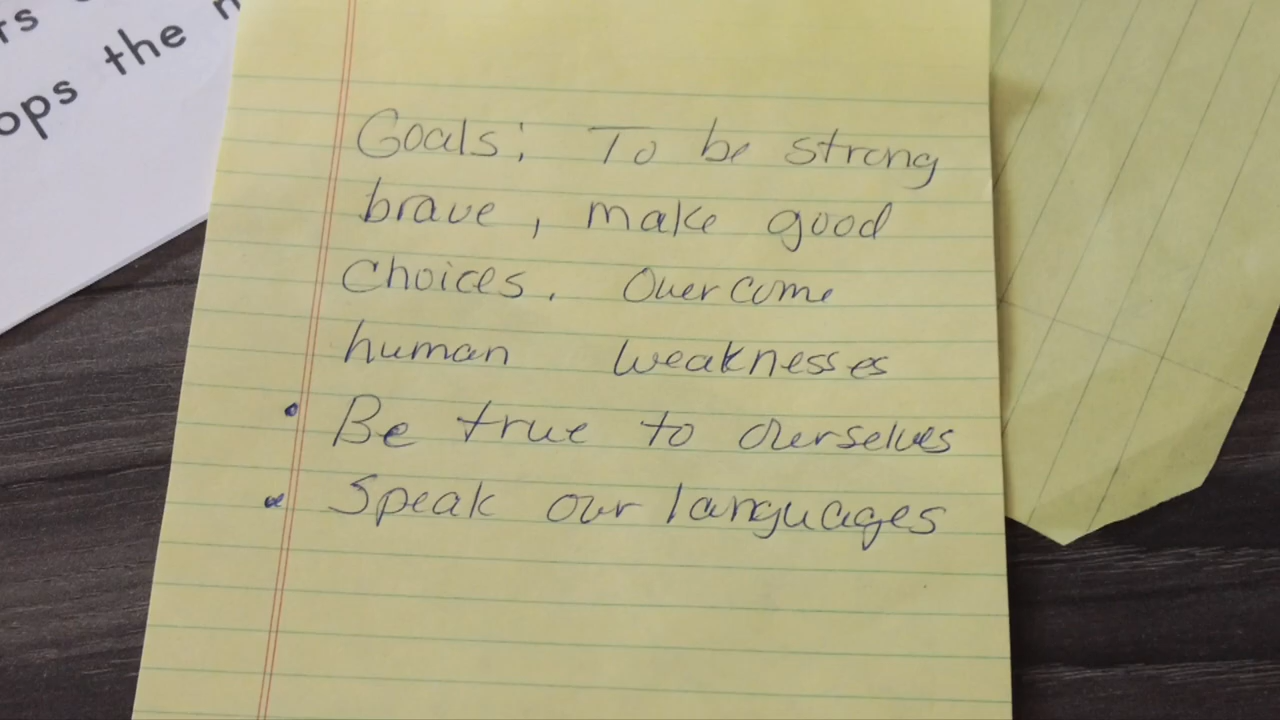 rs
ops the
Goals: To be strong
brave, make good
choices. Overcome
human weaknesses
• Be true to ourselves
• Speak our languages